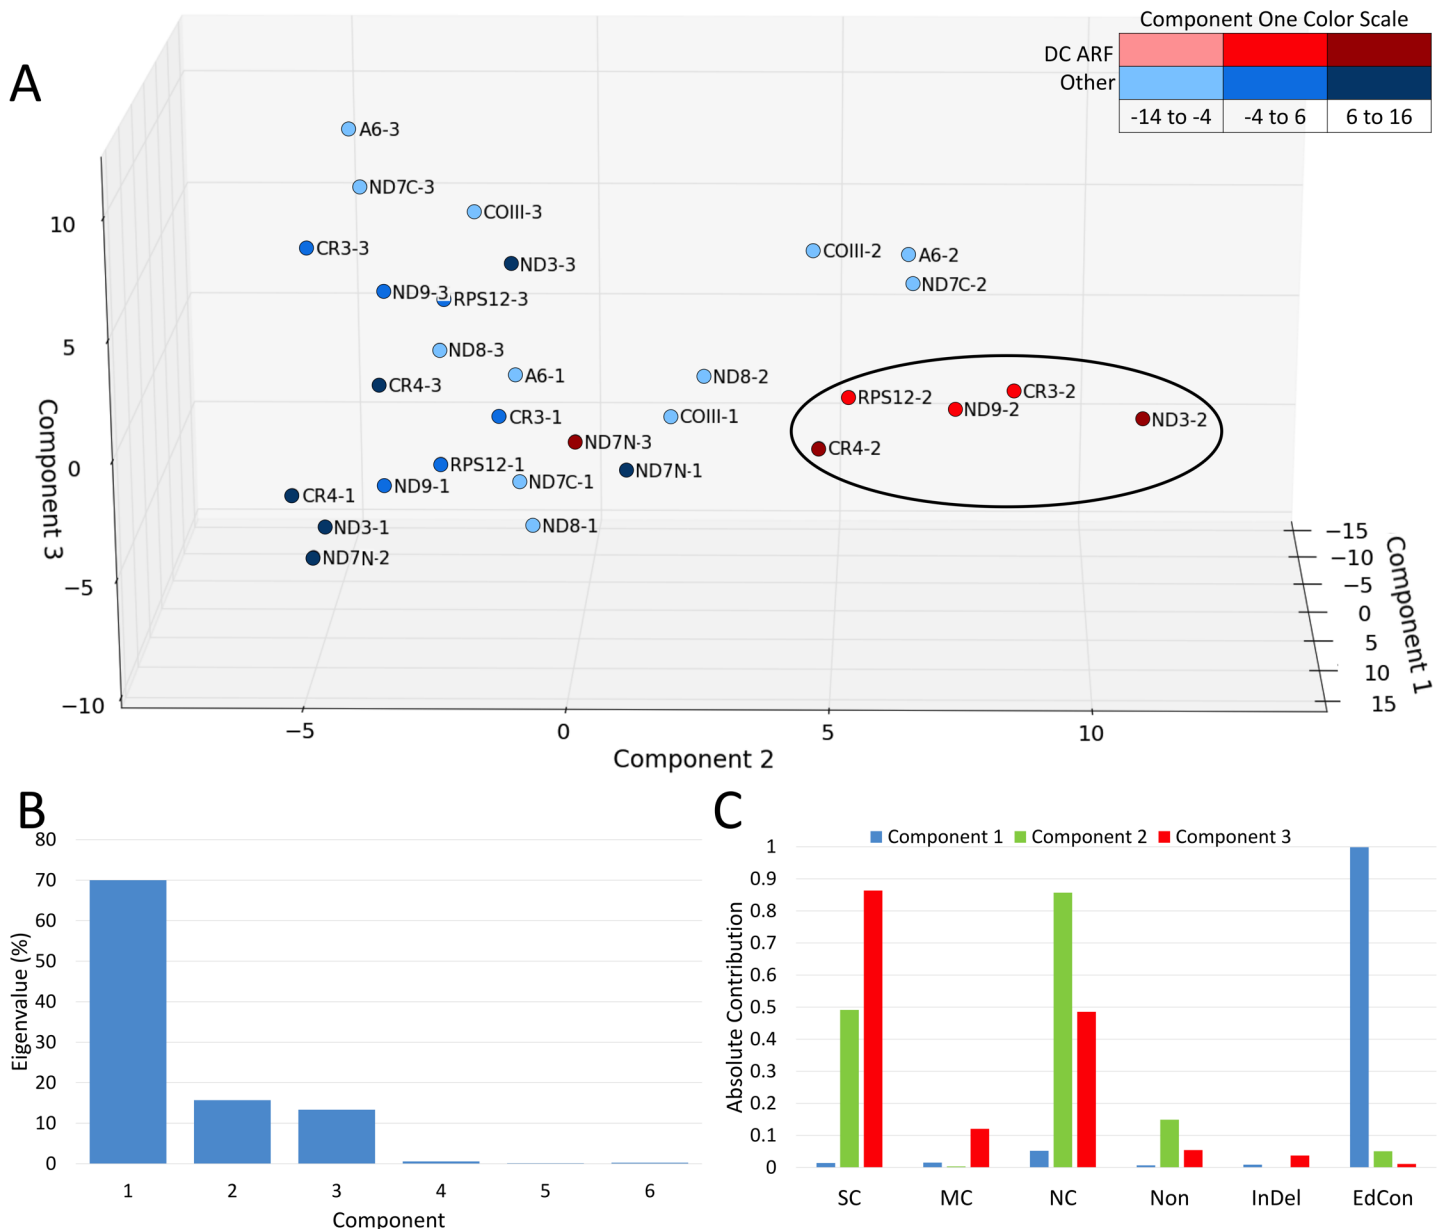 Component One Color Scale
DC ARF
Other
-14 to -4 -4 to 6 6 to 16
A
A6-3
ND7C-3
COIII-3
CR3-3
ND3-3
COIII-2
A6-2
ND7C-2
ND9-3
RPS12-3
ND8-3
CR4-3
A6-1
ND8-2
CR3-1
COIII-1
RPS12-2
CR3-2
ND9-2
ND3-2
ND7N-3
CR4-2
RPS12-1
ND7N-1
ND9-1
ND7C-1
CR4-1
ND3-1
ND8-1
ND7N-2
10
5
0
−5
−10
Component 3
−5 0 5 10
Component 2
−15
−10
−5
0
5
10
15
Component 1
B
80
70
60
50
40
30
20
10
0
Eigenvalue (%)
1 2 3 4 5 6
Component
C
Component 1 Component 2 Component 3
1
0.9
0.8
0.7
0.6
0.5
0.4
0.3
0.2
0.1
0
Absolute Contribution
SC MC NC Non InDel EdCon